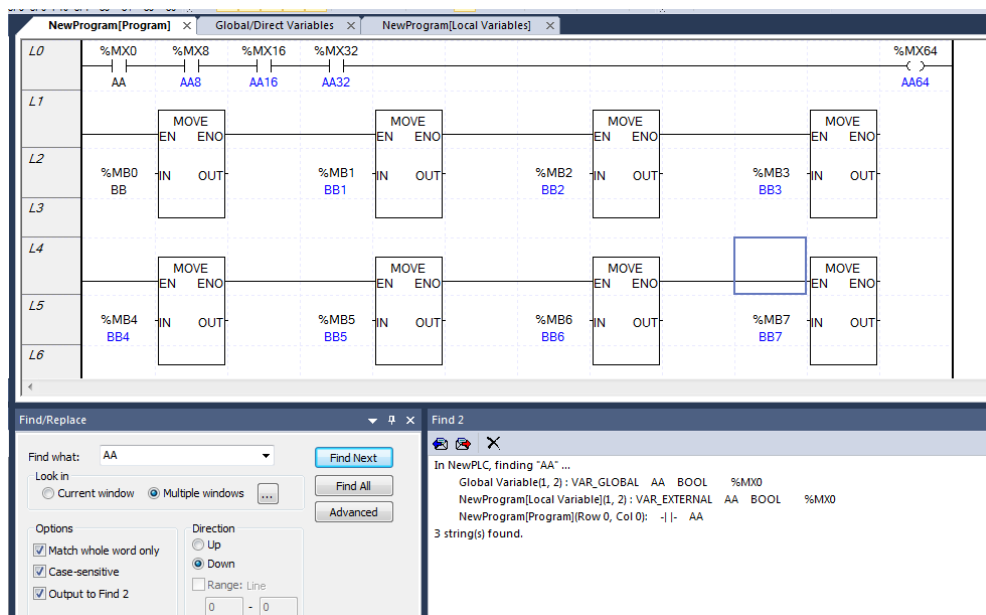 NewProgram[Program] × Global/Direct Variables × NewProgram[Local Variables] ×
L0 %MX0 %MX8 %MX16 %MX32 %MX64
AA AA8 AA16 AA32 AA64
L1
MOVE MOVE MOVE MOVE
EN ENO EN ENO EN ENO EN ENO
L2
%MB0 IN OUT %MB1 IN OUT %MB2 IN OUT %MB3 IN OUT
BB BB1 BB2 BB3
L3
L4
MOVE MOVE MOVE MOVE
EN ENO EN ENO EN ENO EN ENO
L5
%MB4 IN OUT %MB5 IN OUT %MB6 IN OUT %MB7 IN OUT
BB4 BB5 BB6 BB7
L6
Find/Replace
Find what: AA Find Next
Look in
Current window Multiple windows ... Find All
Advanced
Options Direction
Match whole word only Up
Case-sensitive Down
Output to Find 2 Range: Line
0 - 0
Find 2
In NewPLC, finding "AA" ...
Global Variable(1, 2) : VAR_GLOBAL AA BOOL %MX0
NewProgram[Local Variable](1, 2) : VAR_EXTERNAL AA BOOL %MX0
NewProgram[Program](Row 0, Col 0): -| |- AA
3 string(s) found.